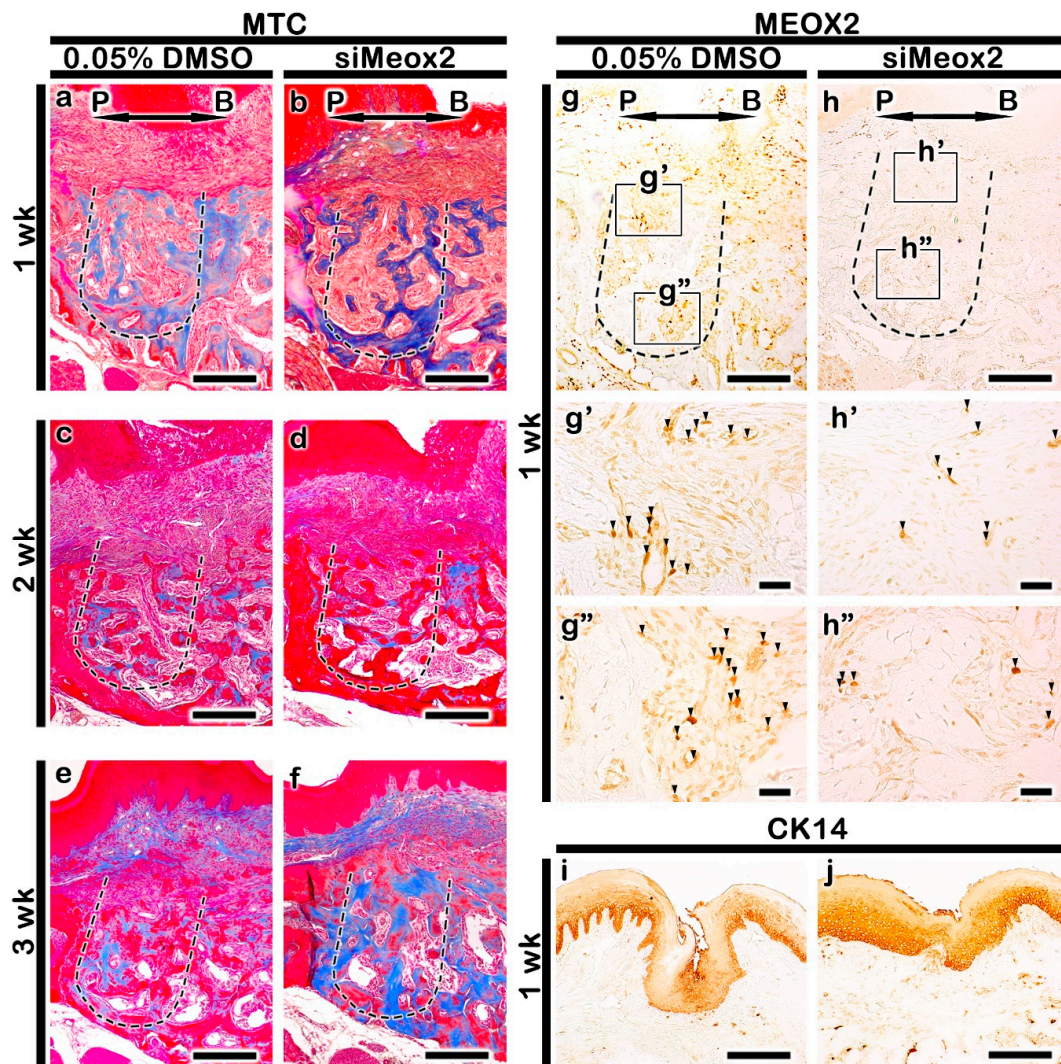 MTC
0.05% DMSO siMeox2
1 wk
a P B
b P B
2 wk
c d
3 wk
e f
MEOX2
0.05% DMSO siMeox2
1 wk
g P B
h P B
g'
g”
h'
h”
g' h'
g” h”
CK14
1 wk
i j